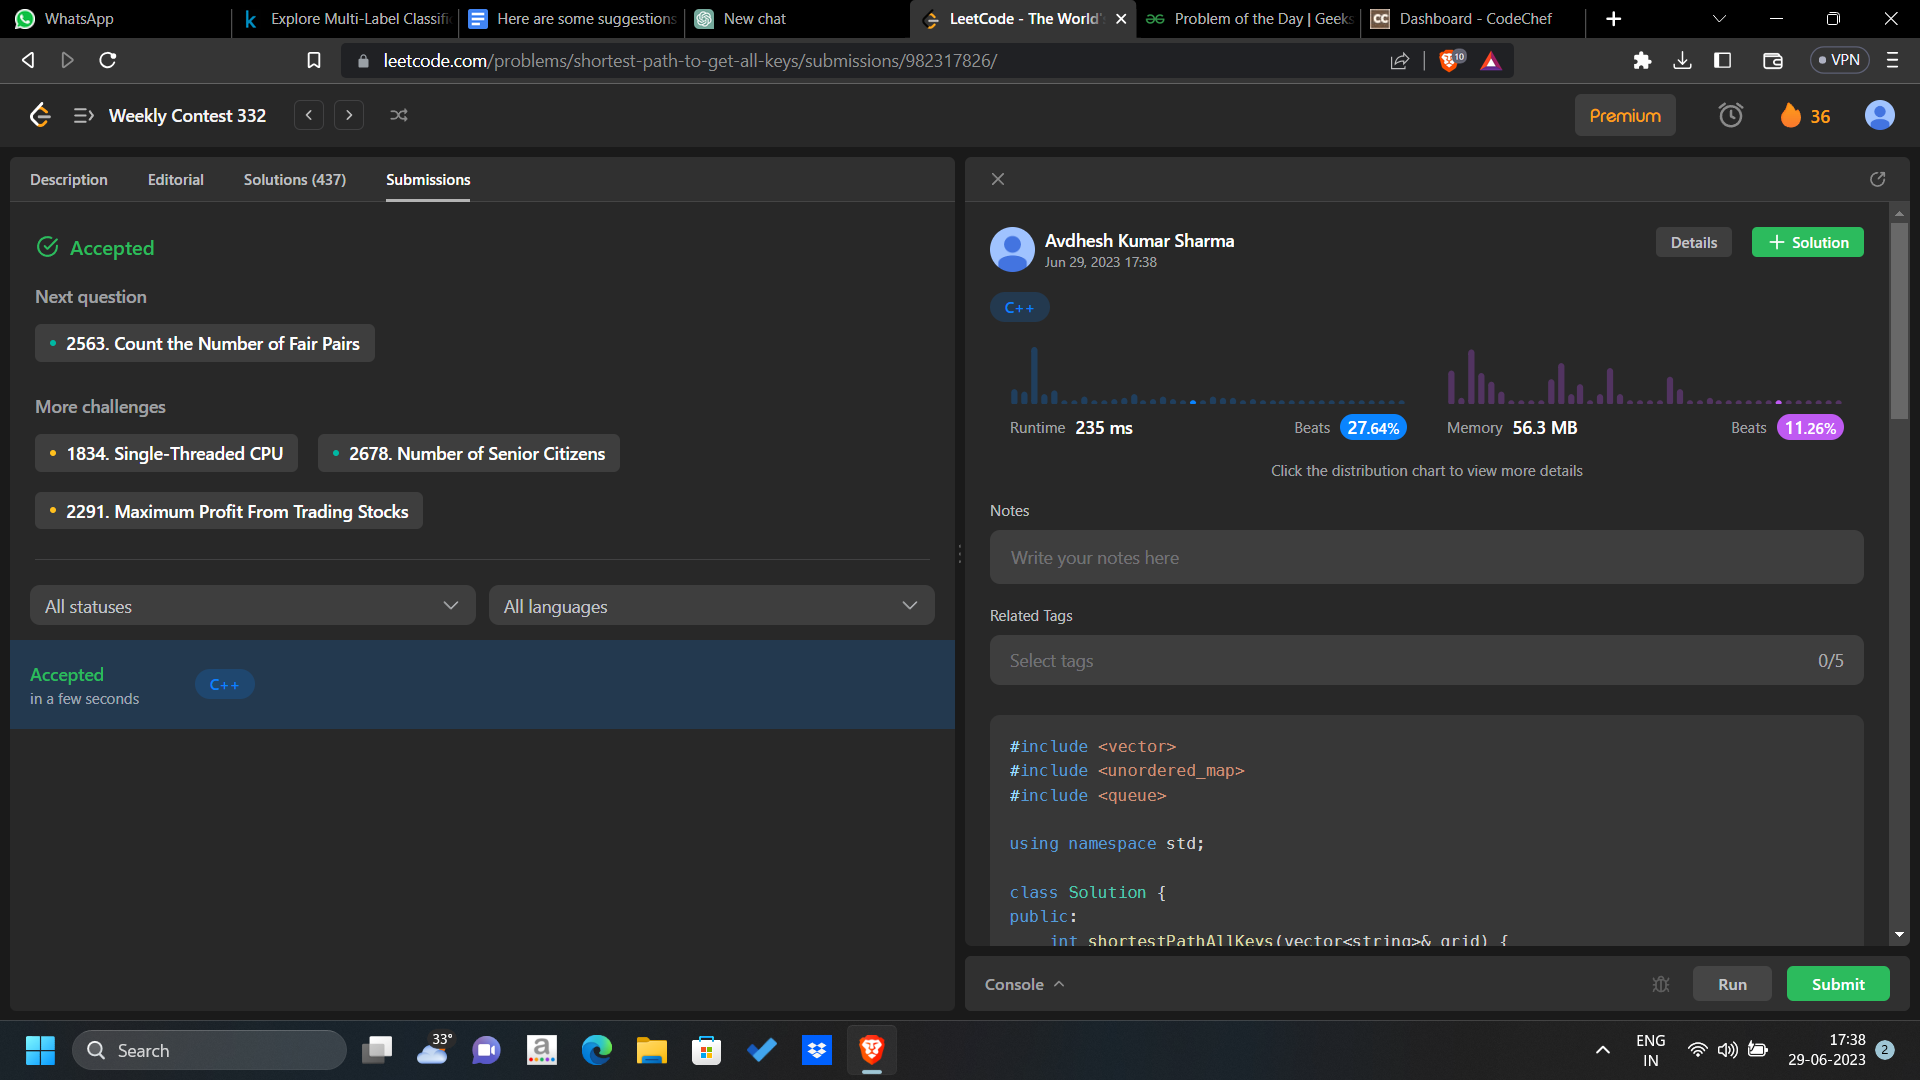 WhatsApp
Explore Multi-Label Classifi
Here are some suggestions
New chat
LeetCode - The World'
Problem of the Day | Geeks
Dashboard - CodeChef
leetcode.com/problems/shortest-path-to-get-all-keys/submissions/982317826/
10
VPN
Weekly Contest 332
Premium
36
Description
Editorial
Solutions (437)
Submissions
Accepted
Next question
2563. Count the Number of Fair Pairs
More challenges
1834. Single-Threaded CPU
2678. Number of Senior Citizens
2291. Maximum Profit From Trading Stocks
All statuses
All languages
Accepted
in a few seconds
C++
Avdhesh Kumar Sharma
Jun 29, 2023 17:38
Details
+ Solution
C++
Runtime 235 ms
Beats 27.64%
Memory 56.3 MB
Beats 11.26%
Click the distribution chart to view more details
Notes
Write your notes here
Related Tags
Select tags
0/5
#include <vector>
#include <unordered_map>
#include <queue>
using namespace std;
class Solution {
public:
int shortestPathAllKeys(vector<string>& grid) {
Console
Run
Submit
Search
33°
ENG
IN
17:38
29-06-2023
2